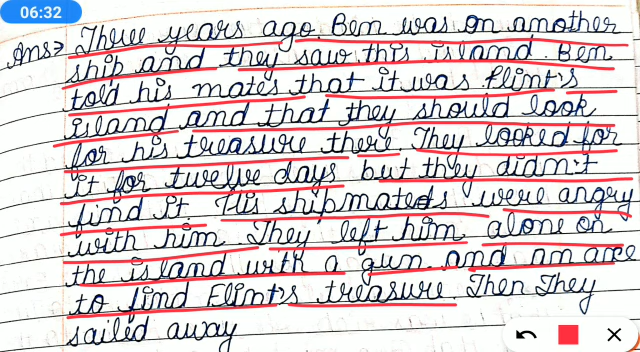 06:32
Ans→ Three years ago. Ben was on another
ship and they saw this island. Ben
told his mates that it was Flint's
island and that they should look
for his treasure there. They looked for
it for twelve days but they didn't
find it. His shipmateds were angry
with him. They left him alone on
the island with a gun. and an axe
to find Elint's treasure. Then They
sailed away